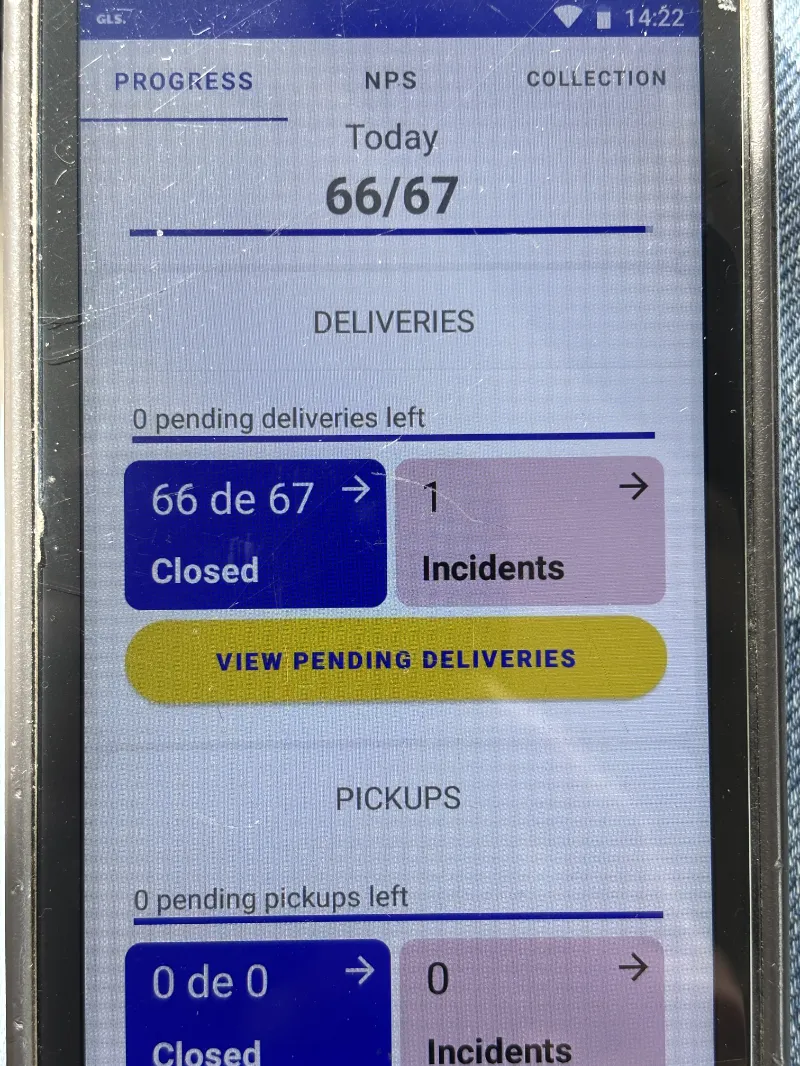 GLS. 14:22
PROGRESS NPS COLLECTION
Today
66/67
DELIVERIES
0 pending deliveries left
66 de 67 → 1 →
Closed Incidents
VIEW PENDING DELIVERIES
PICKUPS
0 pending pickups left
0 de 0 → 0 →
Closed Incidents